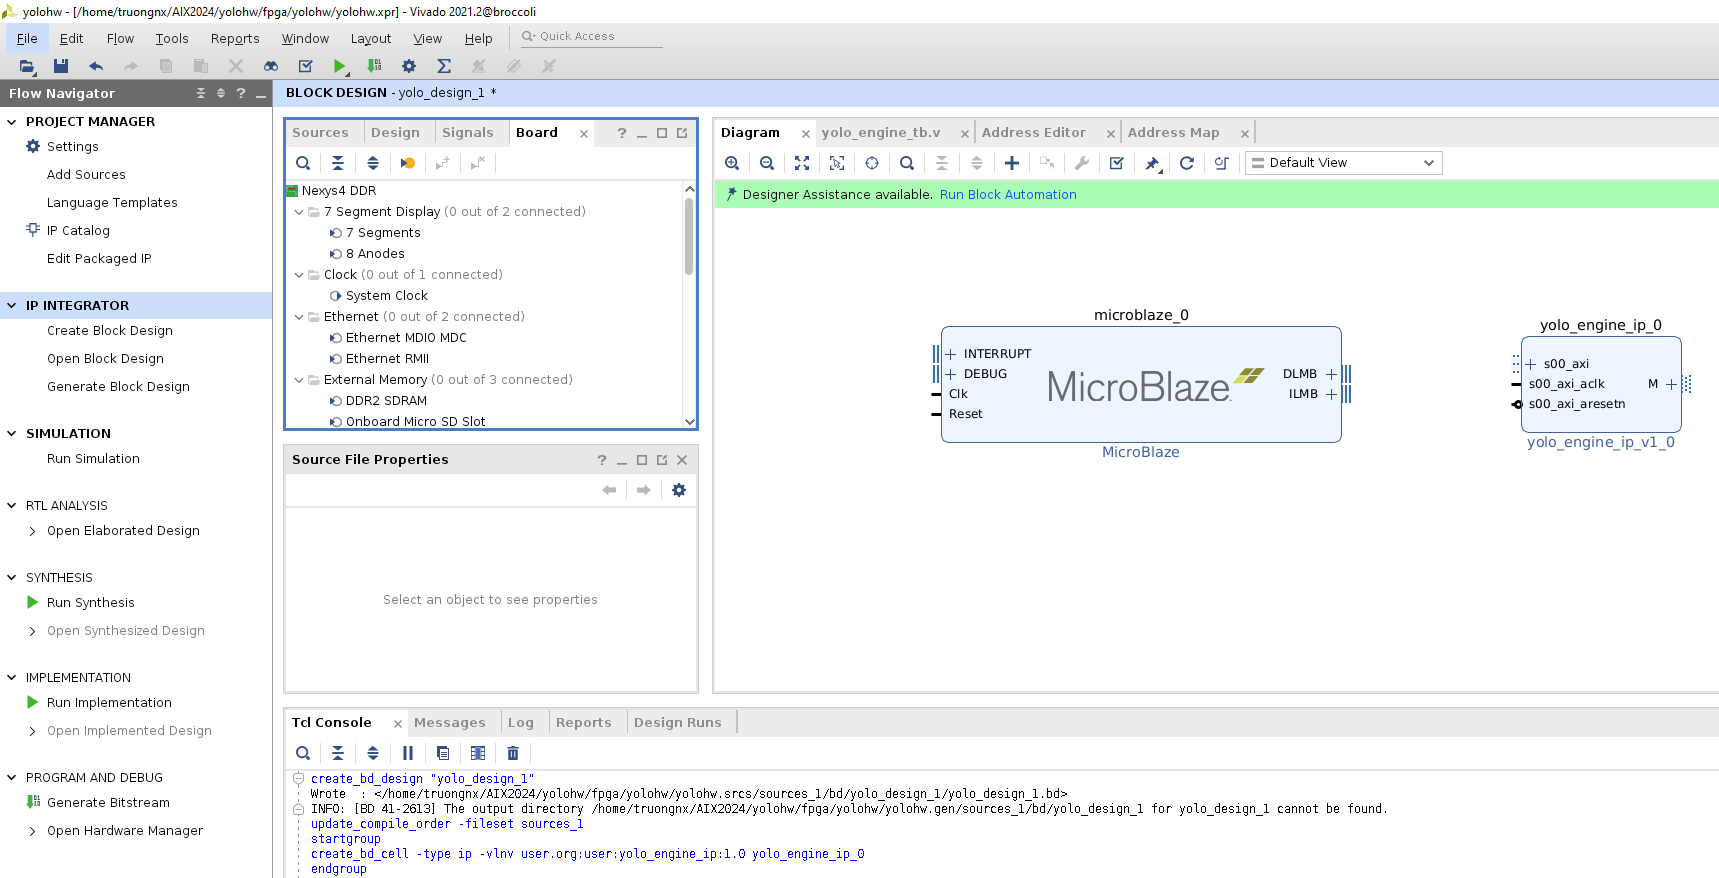 yolohw - [/home/truongnx/AIX2024/yolohw/fpga/yolohw/yolohw.xpr] - Vivado 2021.2@broccoli
File Edit Flow Tools Reports Window Layout View Help Quick Access
Flow Navigator
PROJECT MANAGER
Settings
Add Sources
Language Templates
IP Catalog
Edit Packaged IP
IP INTEGRATOR
Create Block Design
Open Block Design
Generate Block Design
SIMULATION
Run Simulation
RTL ANALYSIS
Open Elaborated Design
SYNTHESIS
Run Synthesis
Open Synthesized Design
IMPLEMENTATION
Run Implementation
Open Implemented Design
PROGRAM AND DEBUG
Generate Bitstream
Open Hardware Manager
BLOCK DESIGN - yolo_design_1 *
Sources Design Signals Board
Nexys4 DDR
7 Segment Display (0 out of 2 connected)
7 Segments
8 Anodes
Clock (0 out of 1 connected)
System Clock
Ethernet (0 out of 2 connected)
Ethernet MDIO MDC
Ethernet RMII
External Memory (0 out of 3 connected)
DDR2 SDRAM
Onboard Micro SD Slot
Source File Properties
Select an object to see properties
Diagram yolo_engine_tb.v Address Editor Address Map
Default View
Designer Assistance available. Run Block Automation
microblaze_0
INTERRUPT
DEBUG
Clk
Reset
MicroBlaze
DLMB
ILMB
MicroBlaze
yolo_engine_ip_0
s00_axi
s00_axi_aclk
s00_axi_aresetn
M
yolo_engine_ip_v1_0
Tcl Console Messages Log Reports Design Runs
create_bd_design "yolo_design_1"
Wrote : </home/truongnx/AIX2024/yolohw/fpga/yolohw/yolohw.srcs/sources_1/bd/yolo_design_1/yolo_design_1.bd>
INFO: [BD 41-2613] The output directory /home/truongnx/AIX2024/yolohw/fpga/yolohw/yolohw.gen/sources_1/bd/yolo_design_1 for yolo_design_1 cannot be found.
update_compile_order -fileset sources_1
startgroup
create_bd_cell -type ip -vlnv user.org:user:yolo_engine_ip:1.0 yolo_engine_ip_0
endgroup